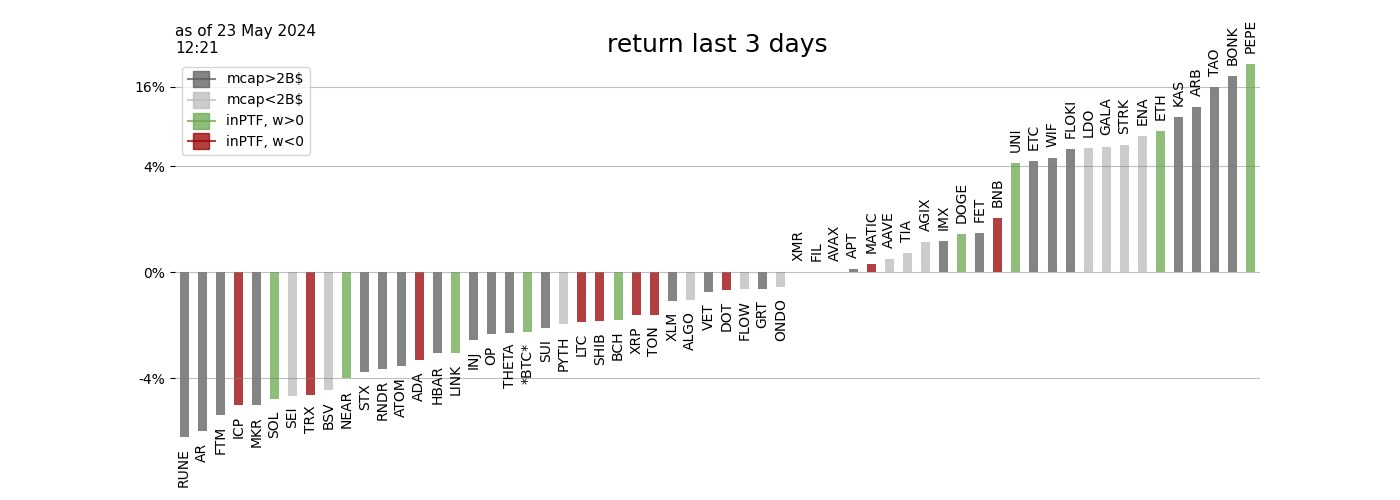 as of 23 May 2024
12:21
return last 3 days
mcap>2B$
mcap<2B$
inPTF, w>0
inPTF, w<0
16%
4%
0%
-4%
RUNE
AR
FTM
ICP
MKR
SOL
SEI
TRX
BSV
NEAR
STX
RNDR
ATOM
ADA
HBAR
LINK
INJ
OP
THETA
*BTC*
SUI
PYTH
LTC
SHIB
BCH
XRP
TON
XLM
ALGO
VET
DOT
FLOW
GRT
ONDO
XMR
FIL
AVAX
APT
MATIC
AAVE
TIA
AGIX
IMX
DOGE
FET
BNB
UNI
ETC
WIF
FLOKI
LDO
GALA
STRK
ENA
ETH
KAS
ARB
TAO
BONK
PEPE